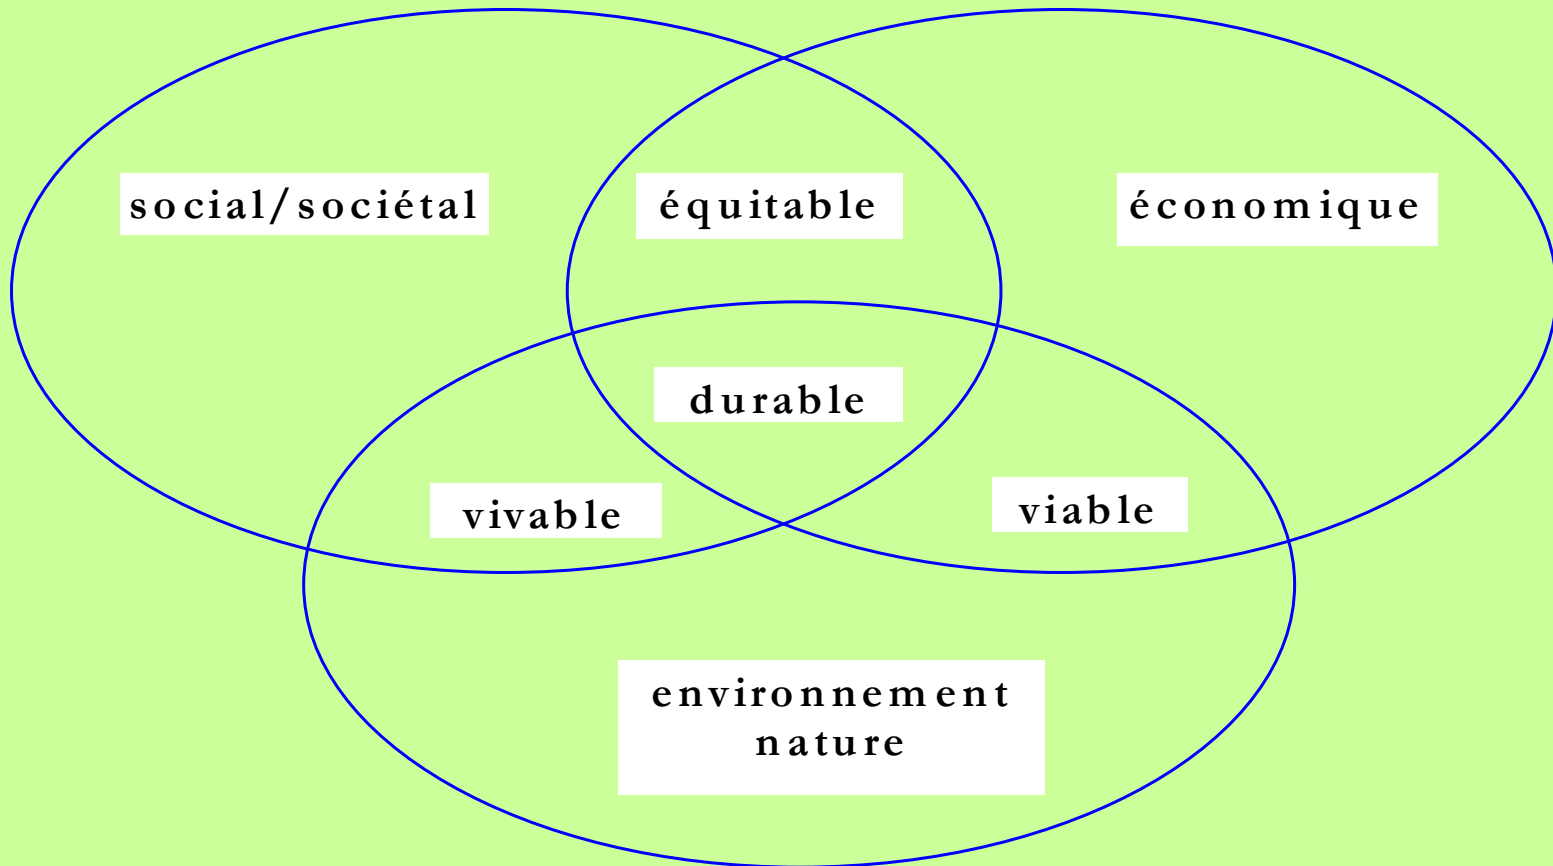 social/sociétal
équitable
économique
durable
vivable
viable
environnement
nature